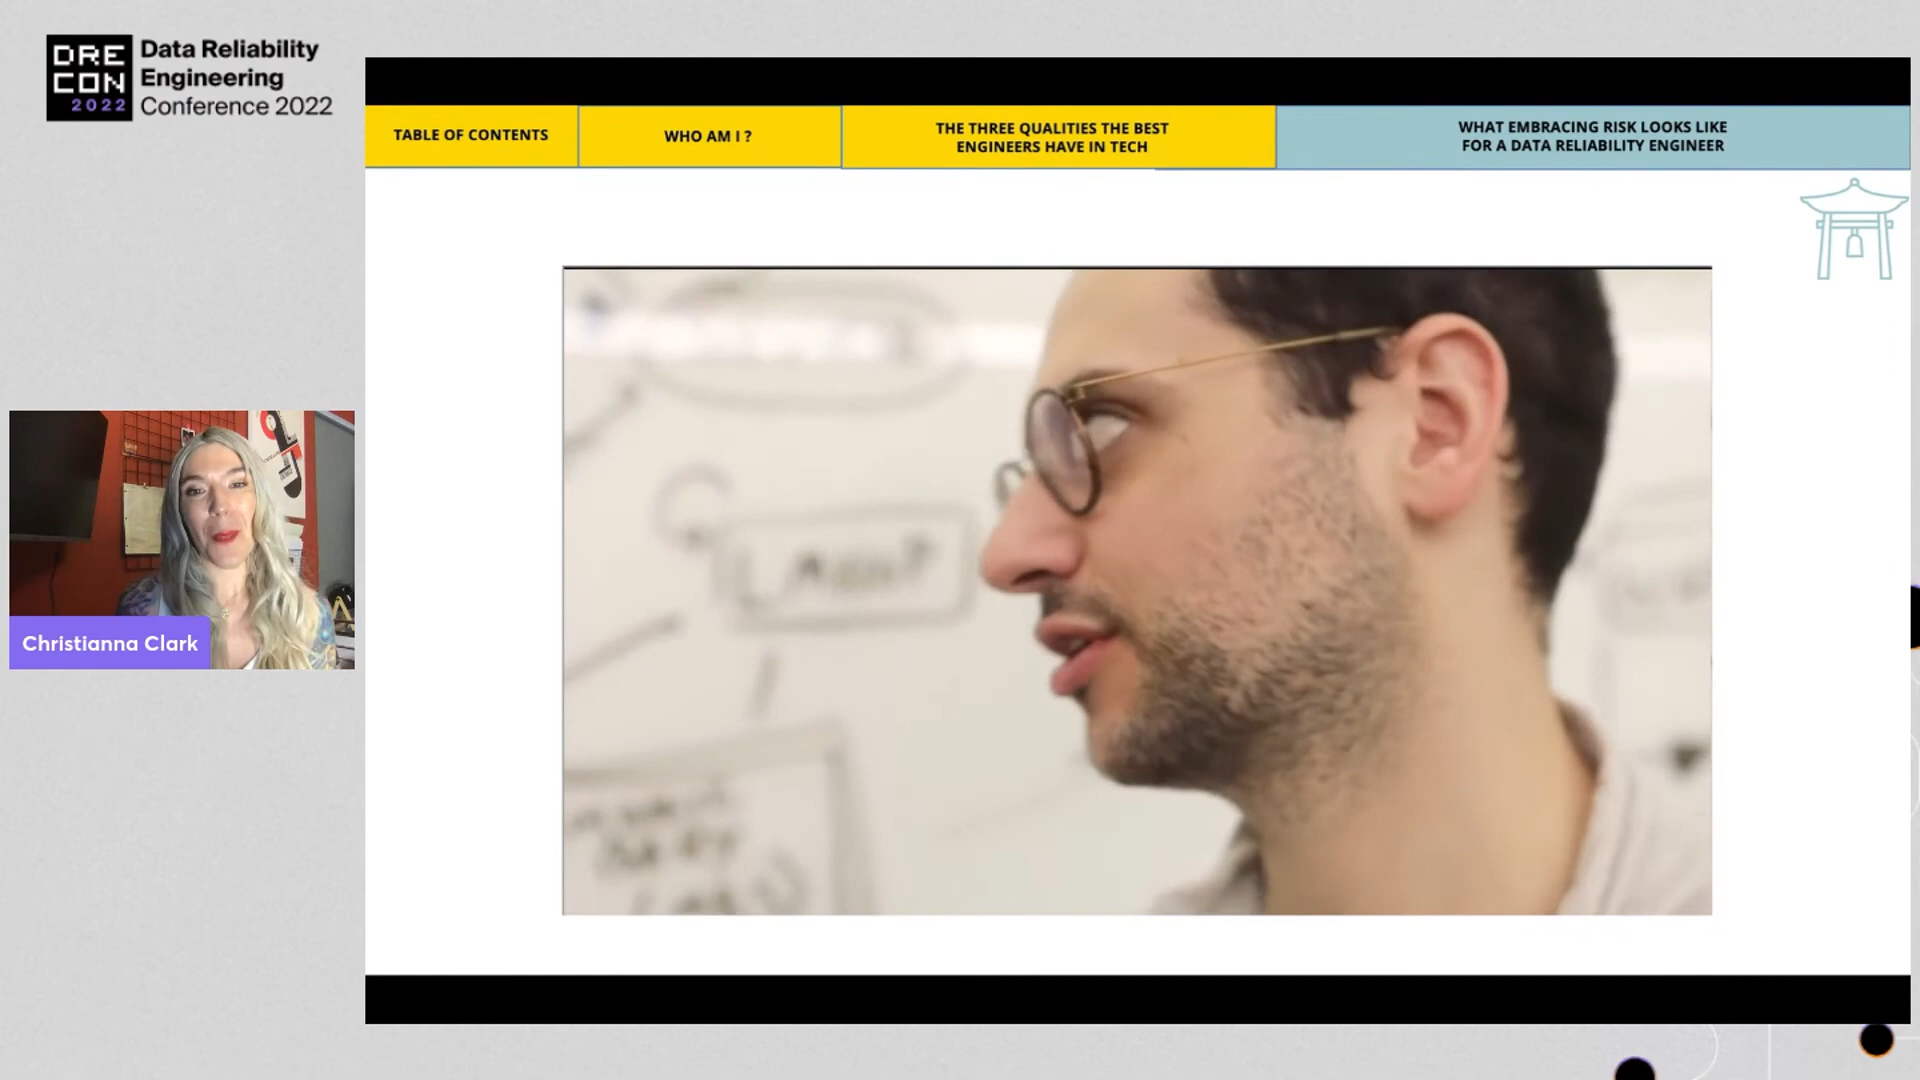 DRE
CON
2022
Data Reliability
Engineering
Conference 2022
TABLE OF CONTENTS
WHO AM I ?
THE THREE QUALITIES THE BEST
ENGINEERS HAVE IN TECH
WHAT EMBRACING RISK LOOKS LIKE
FOR A DATA RELIABILITY ENGINEER
Christianna Clark